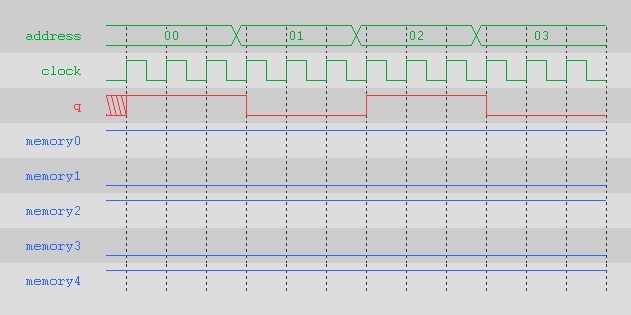 address 00 01 02 03
clock
q
memory0
memory1
memory2
memory3
memory4